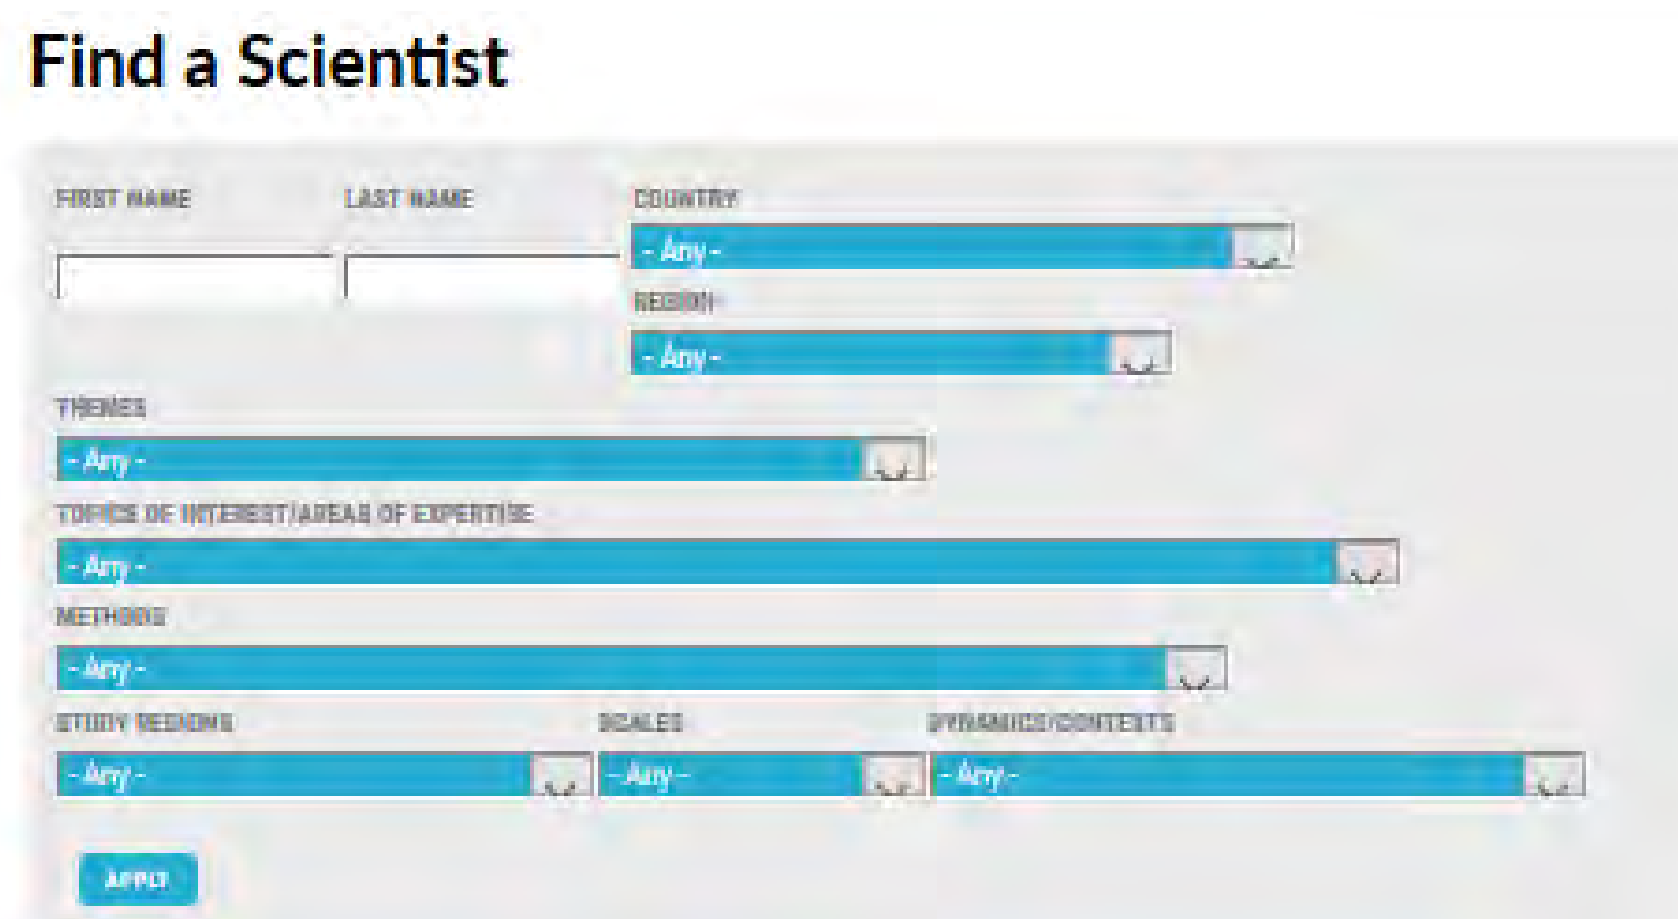 Find a Scientist
FIRST NAME LAST NAME COUNTRY
- Any -
REGION
- Any -
THEMES
- Any -
TOPICS OF INTEREST/AREAS OF EXPERTISE
- Any -
METHODS
- Any -
STUDY REGIONS SCALES DYNAMICS/CONTEXTS
- Any - - Any - - Any -
APPLY